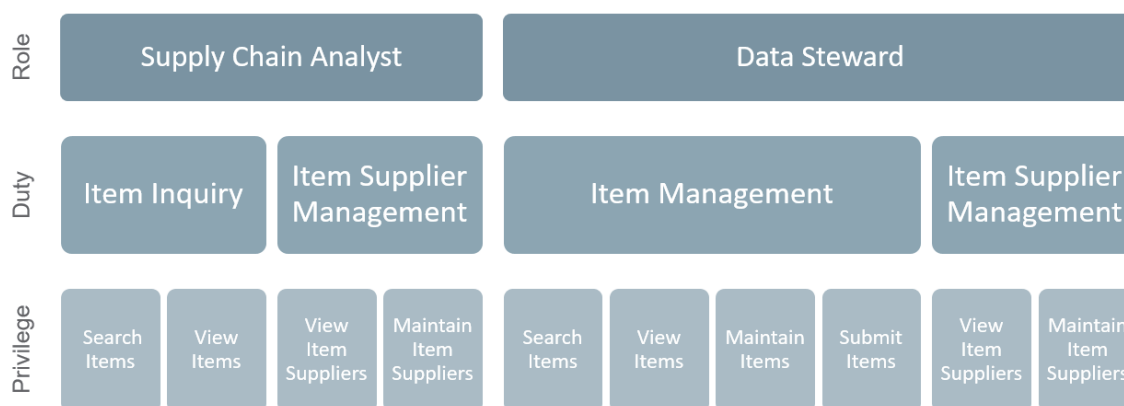 Role
Supply Chain Analyst
Data Steward
Duty
Item Inquiry
Item Supplier
Management
Item Management
Item Supplier
Management
Privilege
Search
Items
View
Items
View
Item
Suppliers
Maintain
Item
Suppliers
Search
Items
View
Items
Maintain
Items
Submit
Items
View
Item
Suppliers
Maintain
Item
Suppliers